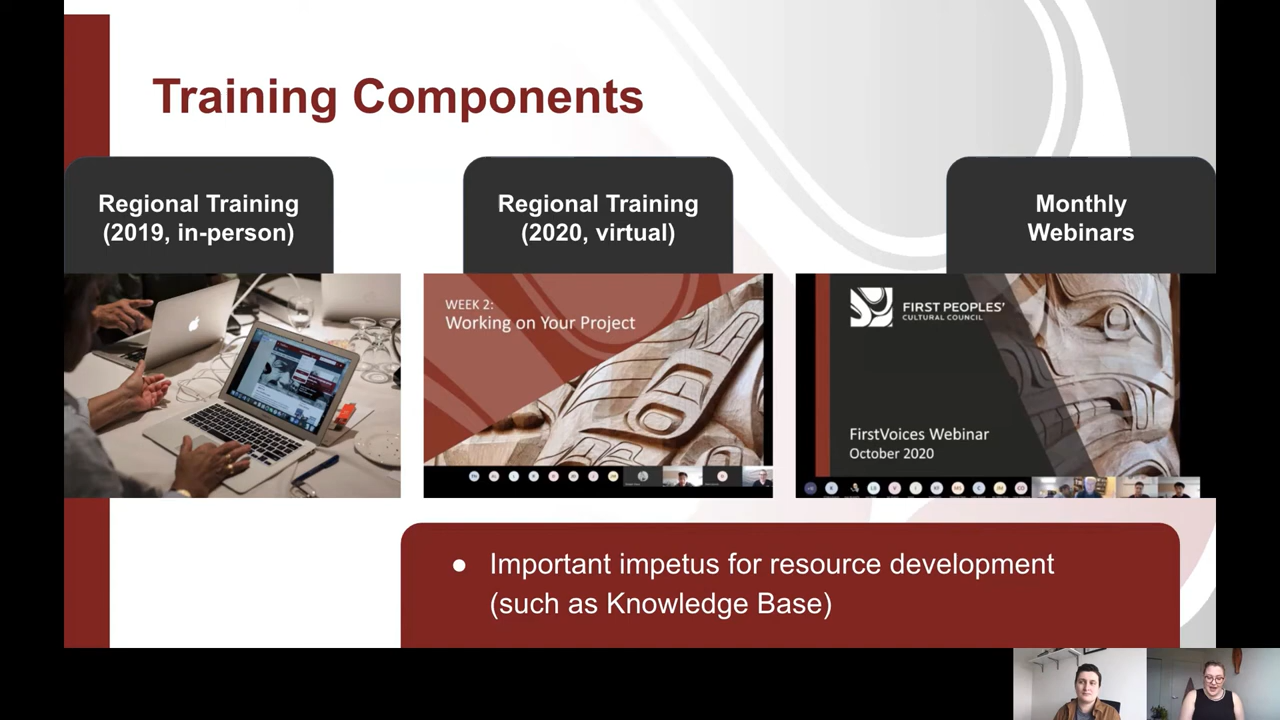 Training Components
Regional Training
(2019, in-person)
Regional Training
(2020, virtual)
Monthly
Webinars
WEEK 2:
Working on Your Project
FIRST PEOPLES'
CULTURAL COUNCIL
FirstVoices Webinar
October 2020
● Important impetus for resource development
(such as Knowledge Base)